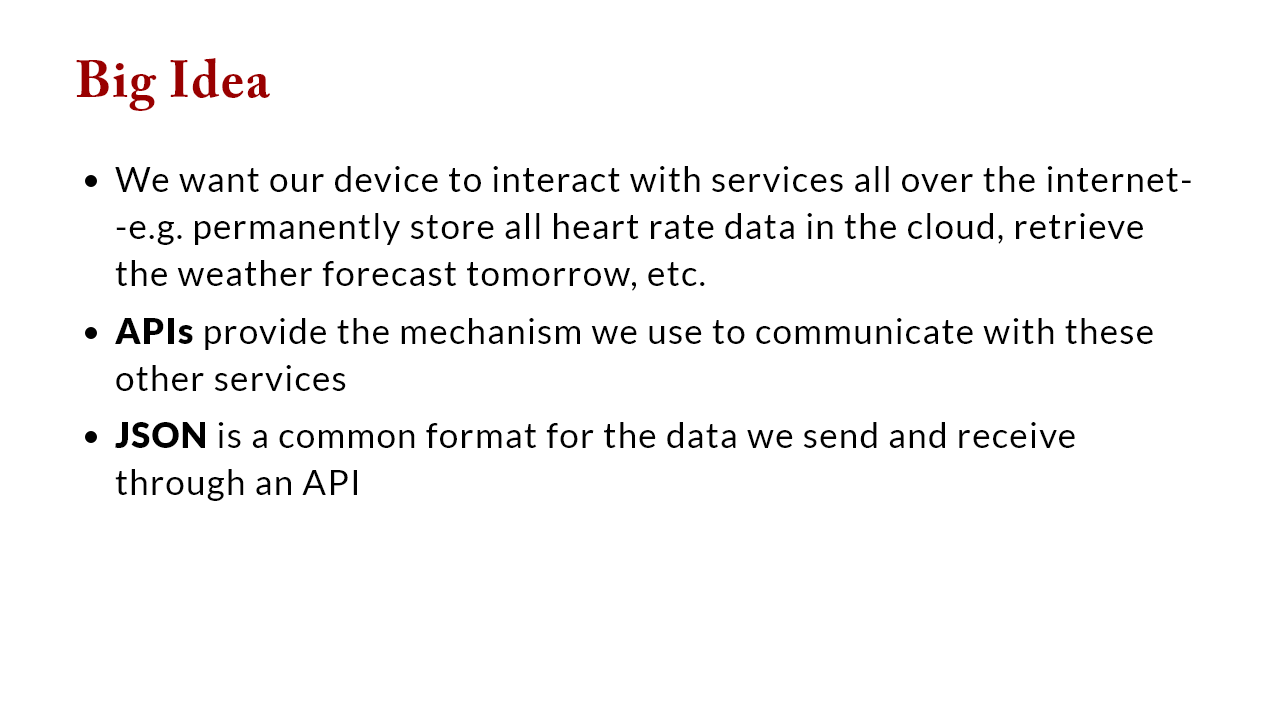 Big Idea
• We want our device to interact with services all over the internet-
-e.g. permanently store all heart rate data in the cloud, retrieve
the weather forecast tomorrow, etc.
• APIs provide the mechanism we use to communicate with these
other services
• JSON is a common format for the data we send and receive
through an API